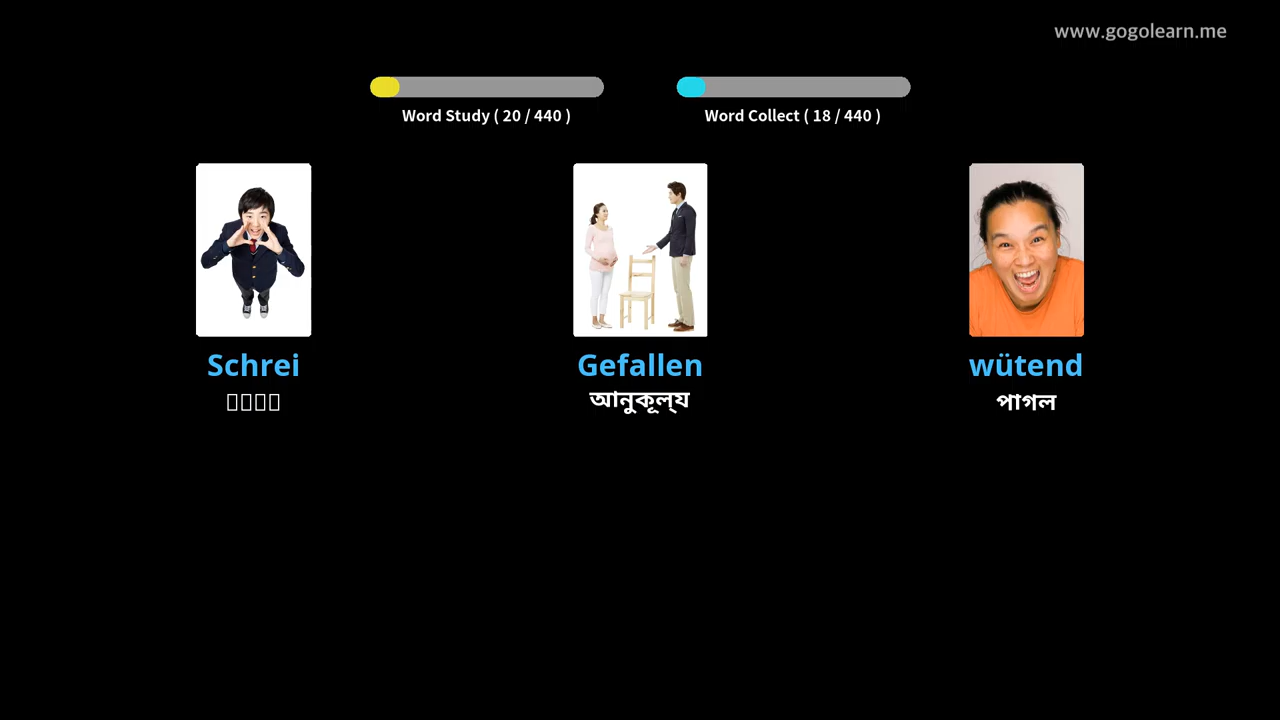 www.gogolearn.me
Word Study ( 20 / 440 )
Word Collect ( 18 / 440 )
Schrei
Gefallen
wütend
আনুকূল্য
পাগল